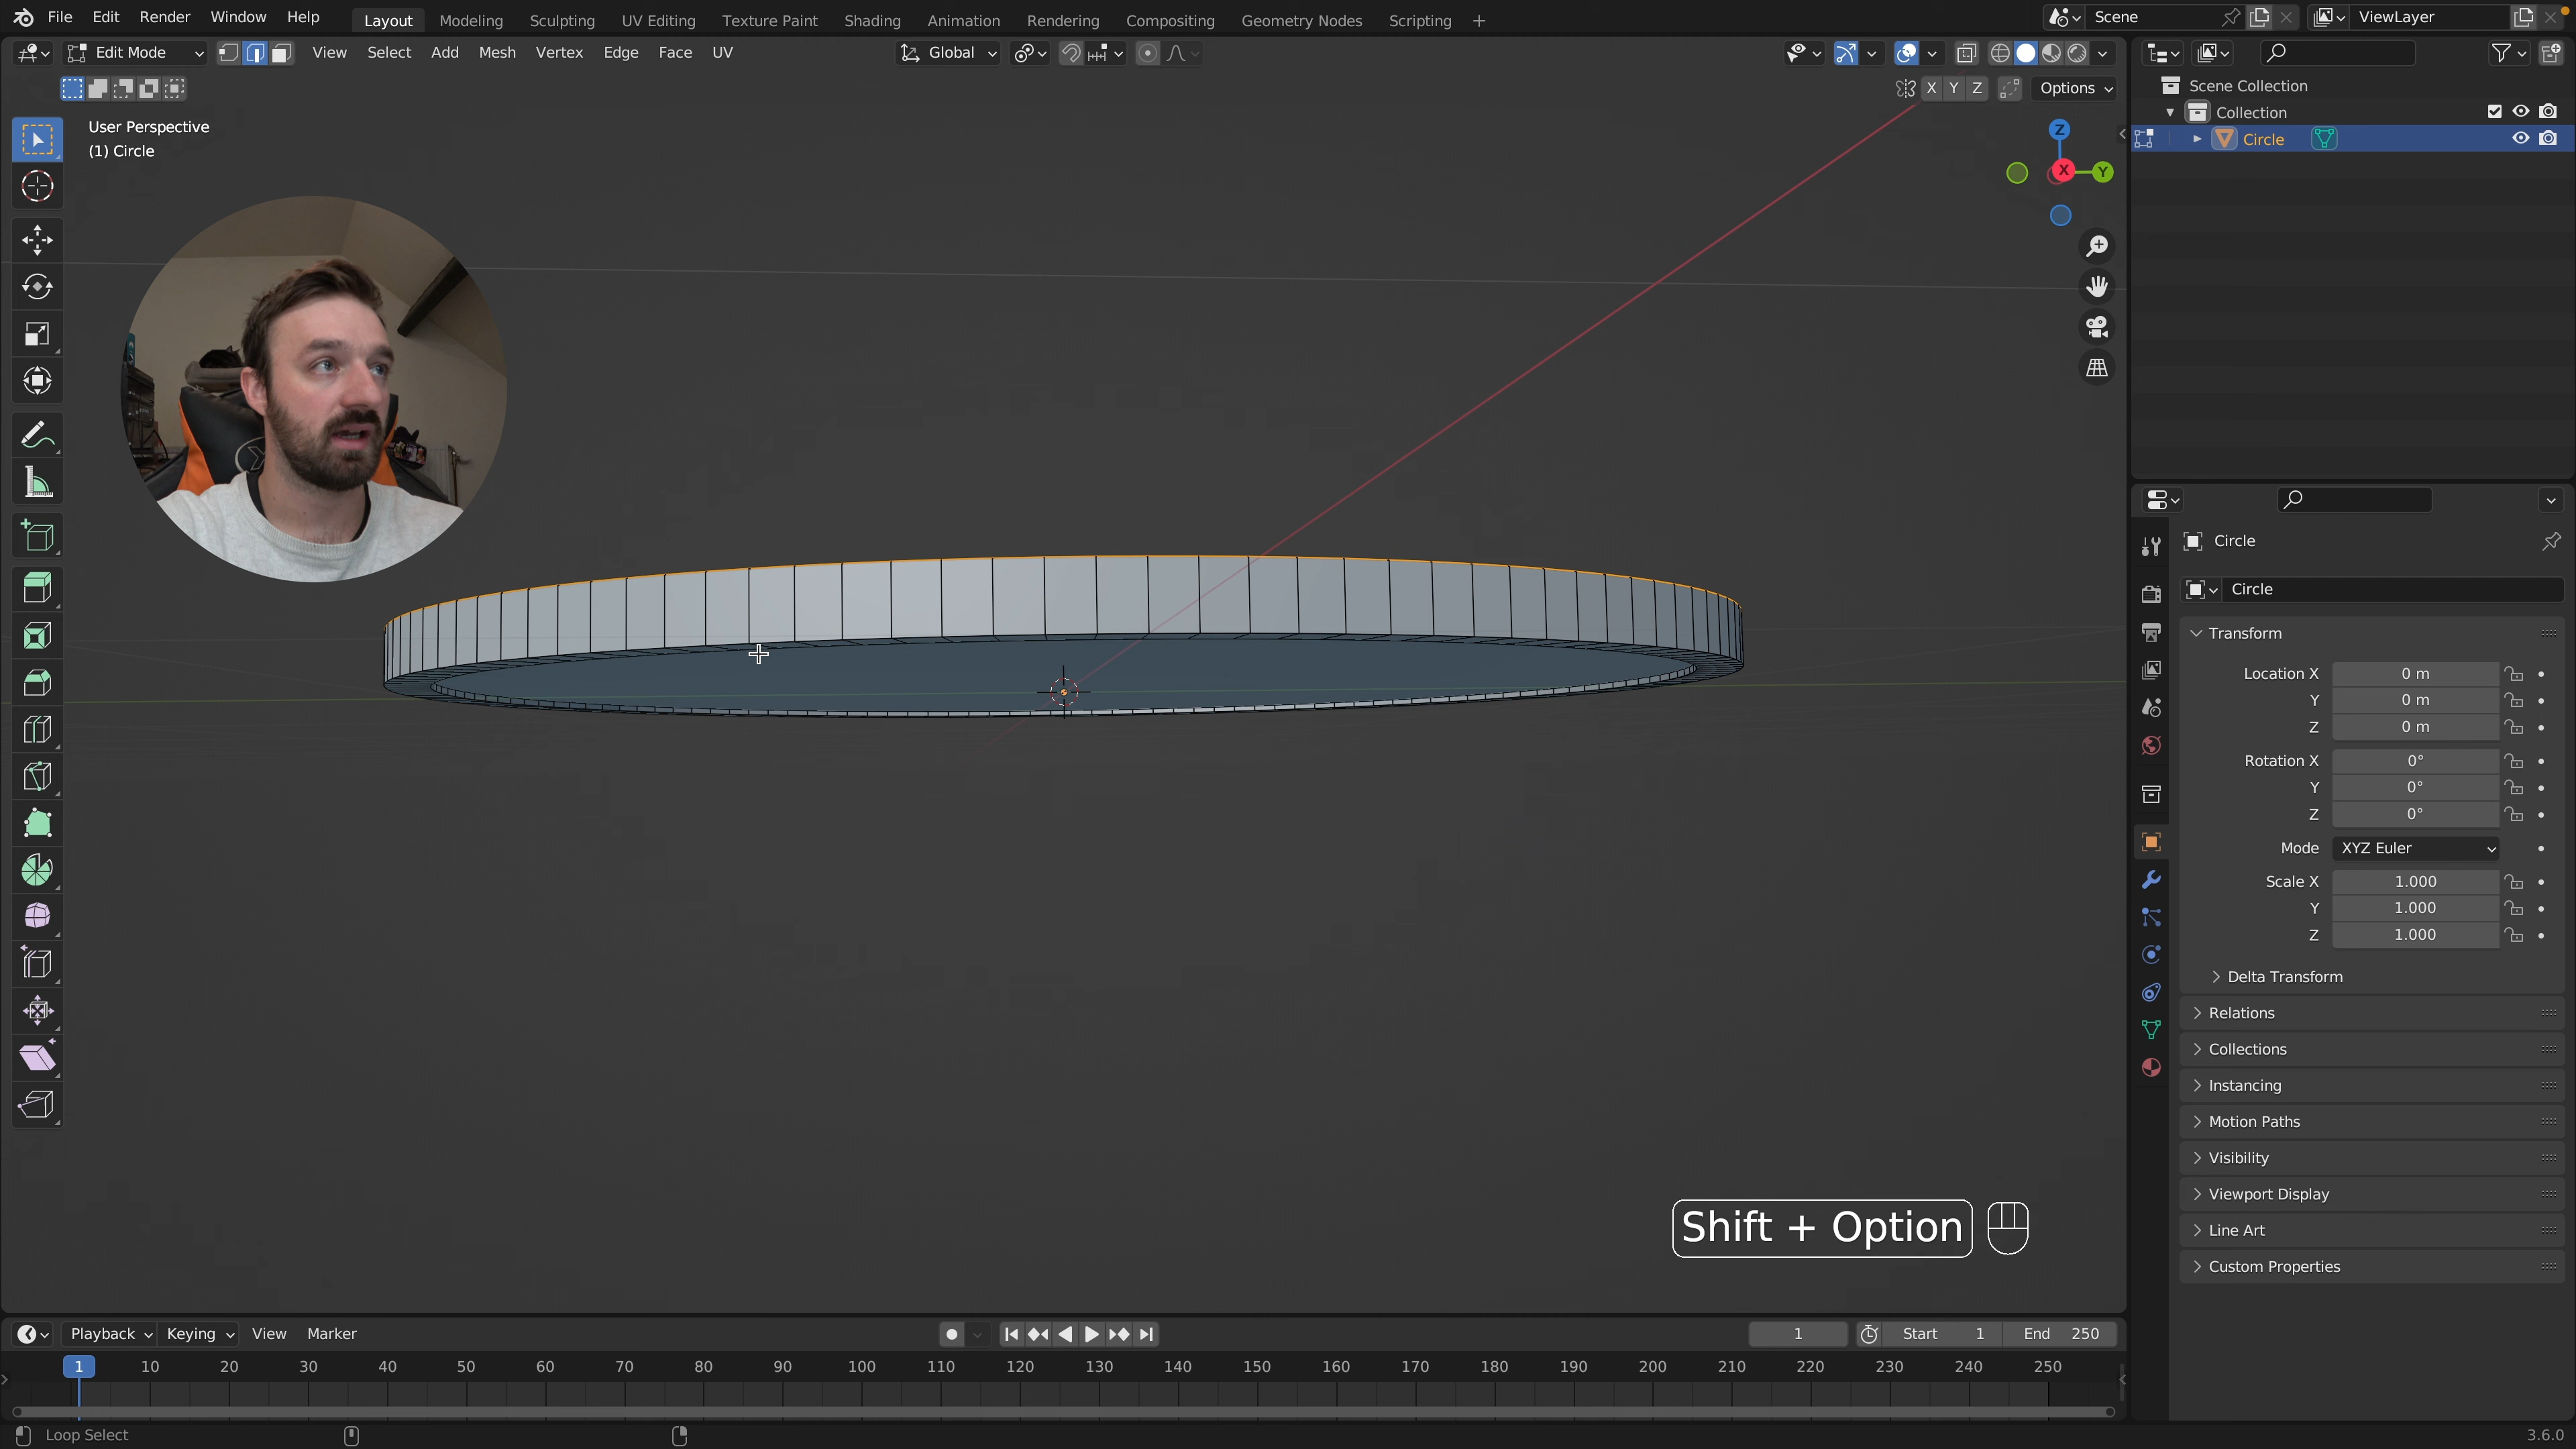 File Edit Render Window Help Layout Modeling Sculpting UV Editing Texture Paint Shading Animation Rendering Compositing Geometry Nodes Scripting + Scene ViewLayer
Edit Mode View Select Add Mesh Vertex Edge Face UV Global
X Y Z Options
User Perspective
(1) Circle
Z
X Y
Scene Collection
Collection
Circle
Circle
Circle
Transform
Location X 0 m
Y 0 m
Z 0 m
Rotation X 0°
Y 0°
Z 0°
Mode XYZ Euler
Scale X 1.000
Y 1.000
Z 1.000
Delta Transform
Relations
Collections
Instancing
Motion Paths
Visibility
Viewport Display
Line Art
Custom Properties
Shift + Option
Playback Keying View Marker 1 Start 1 End 250
1 10 20 30 40 50 60 70 80 90 100 110 120 130 140 150 160 170 180 190 200 210 220 230 240 250
Loop Select 3.6.0